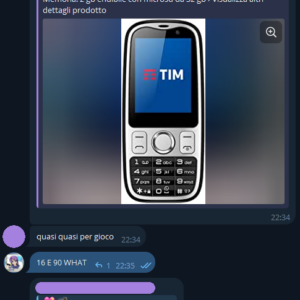 Memoria: 2 gb endibile con microsd da 32 gb › Visualizza altri
dettagli prodotto
TIM
1 2 abc 3 def
4 ghi 5 jkl 6 mno
7 pqrs 8 tuv 9 wxyz
* 0 #
22:34
quasi quasi per gioco 22:34
16 E 90 WHAT 1 22:35